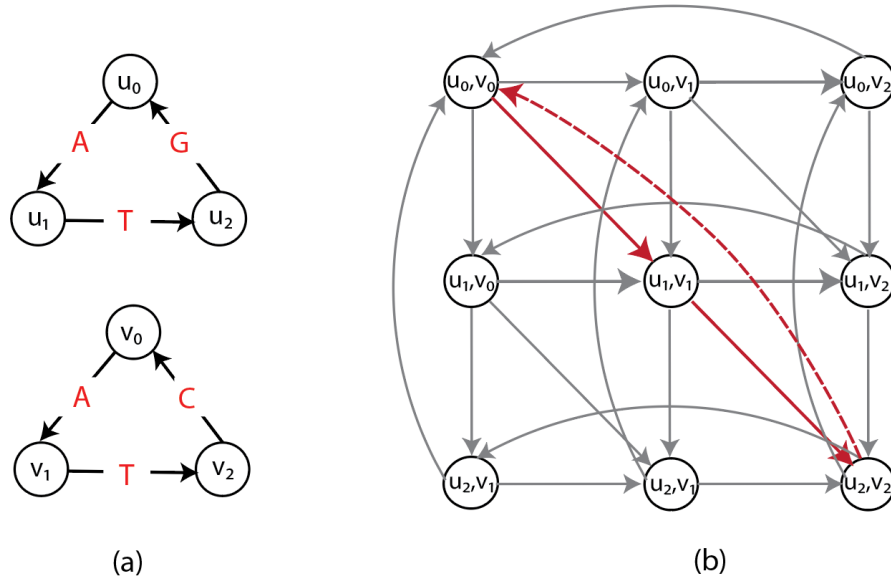 u₀
A G
u₁ T u₂
v₀
A C
v₁ T v₂
(a)
u₀,v₀ u₀,v₁ u₀,v₂
u₁,v₀ u₁,v₁ u₁,v₂
u₂,v₁ u₂,v₁ u₂,v₂
(b)